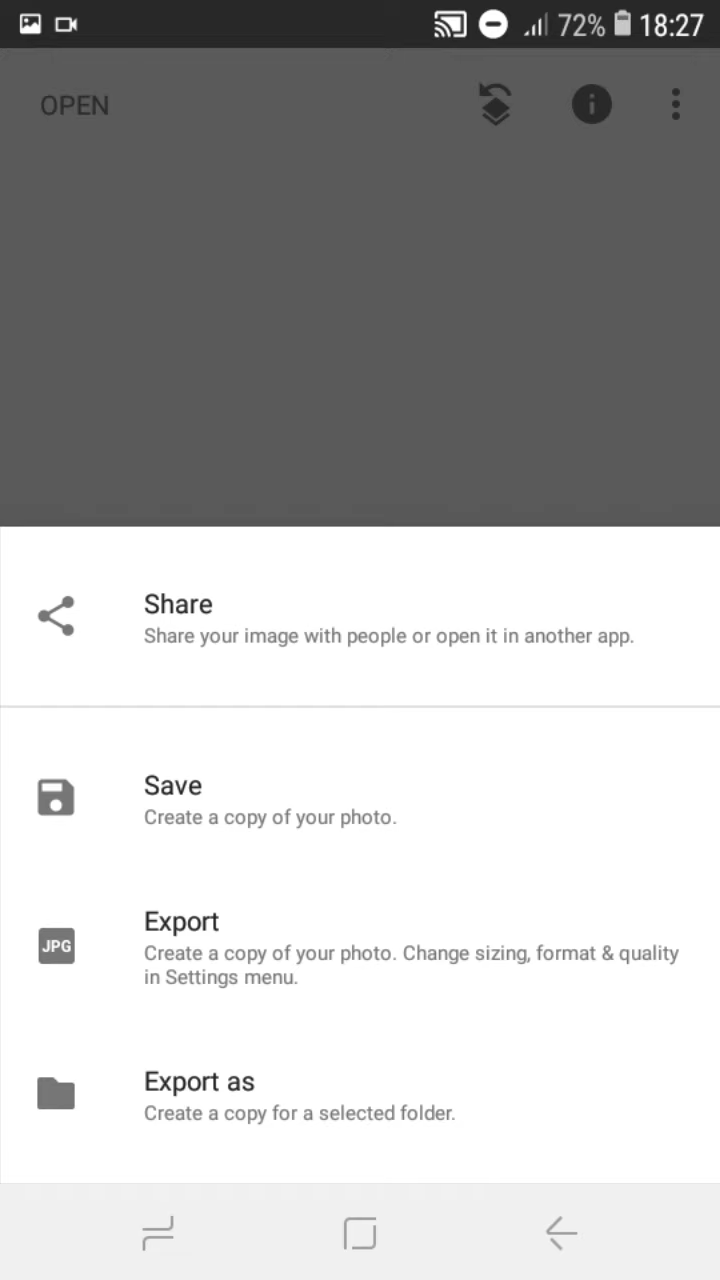 72% 18:27
OPEN
Share
Share your image with people or open it in another app.
Save
Create a copy of your photo.
JPG
Export
Create a copy of your photo. Change sizing, format & quality
in Settings menu.
Export as
Create a copy for a selected folder.